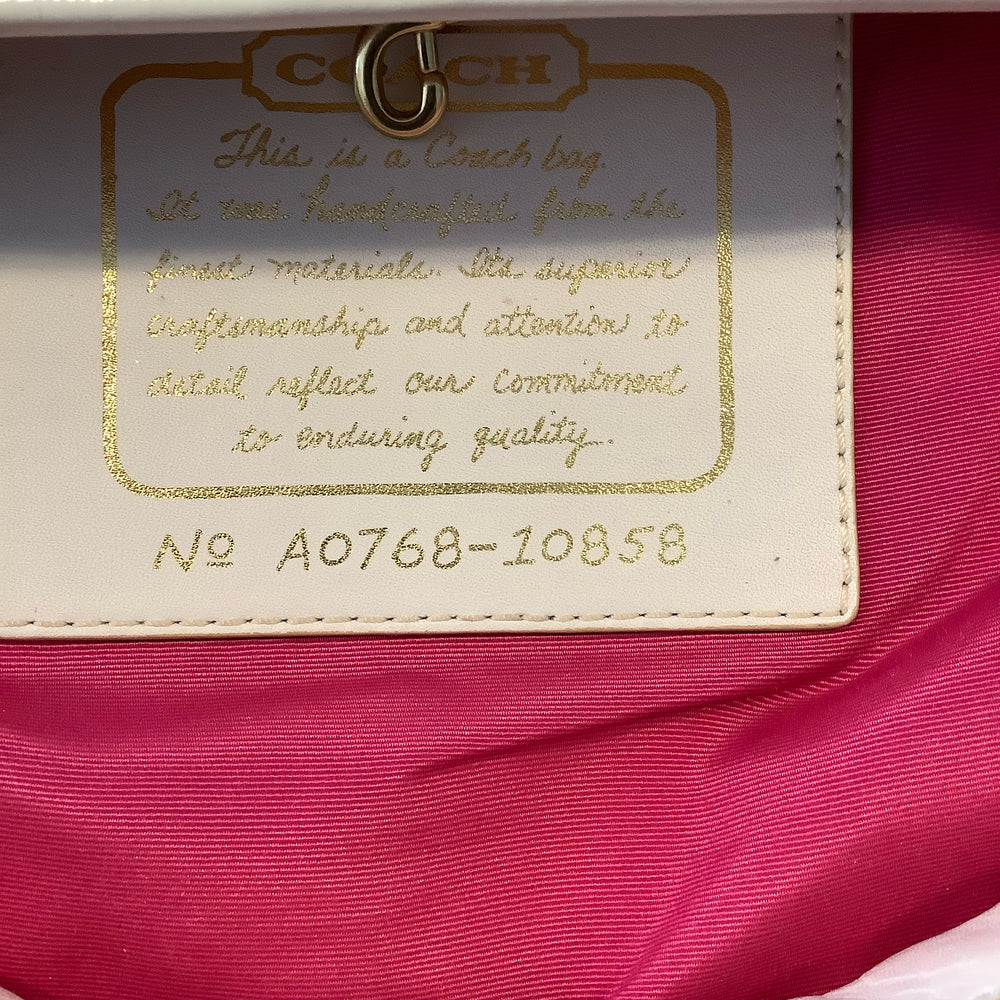 COACH
This is a Coach bag.
It was handcrafted from the
finest materials. Its superior
craftsmanship and attention to
detail reflect our commitment
to enduring quality.
No A0768-10858